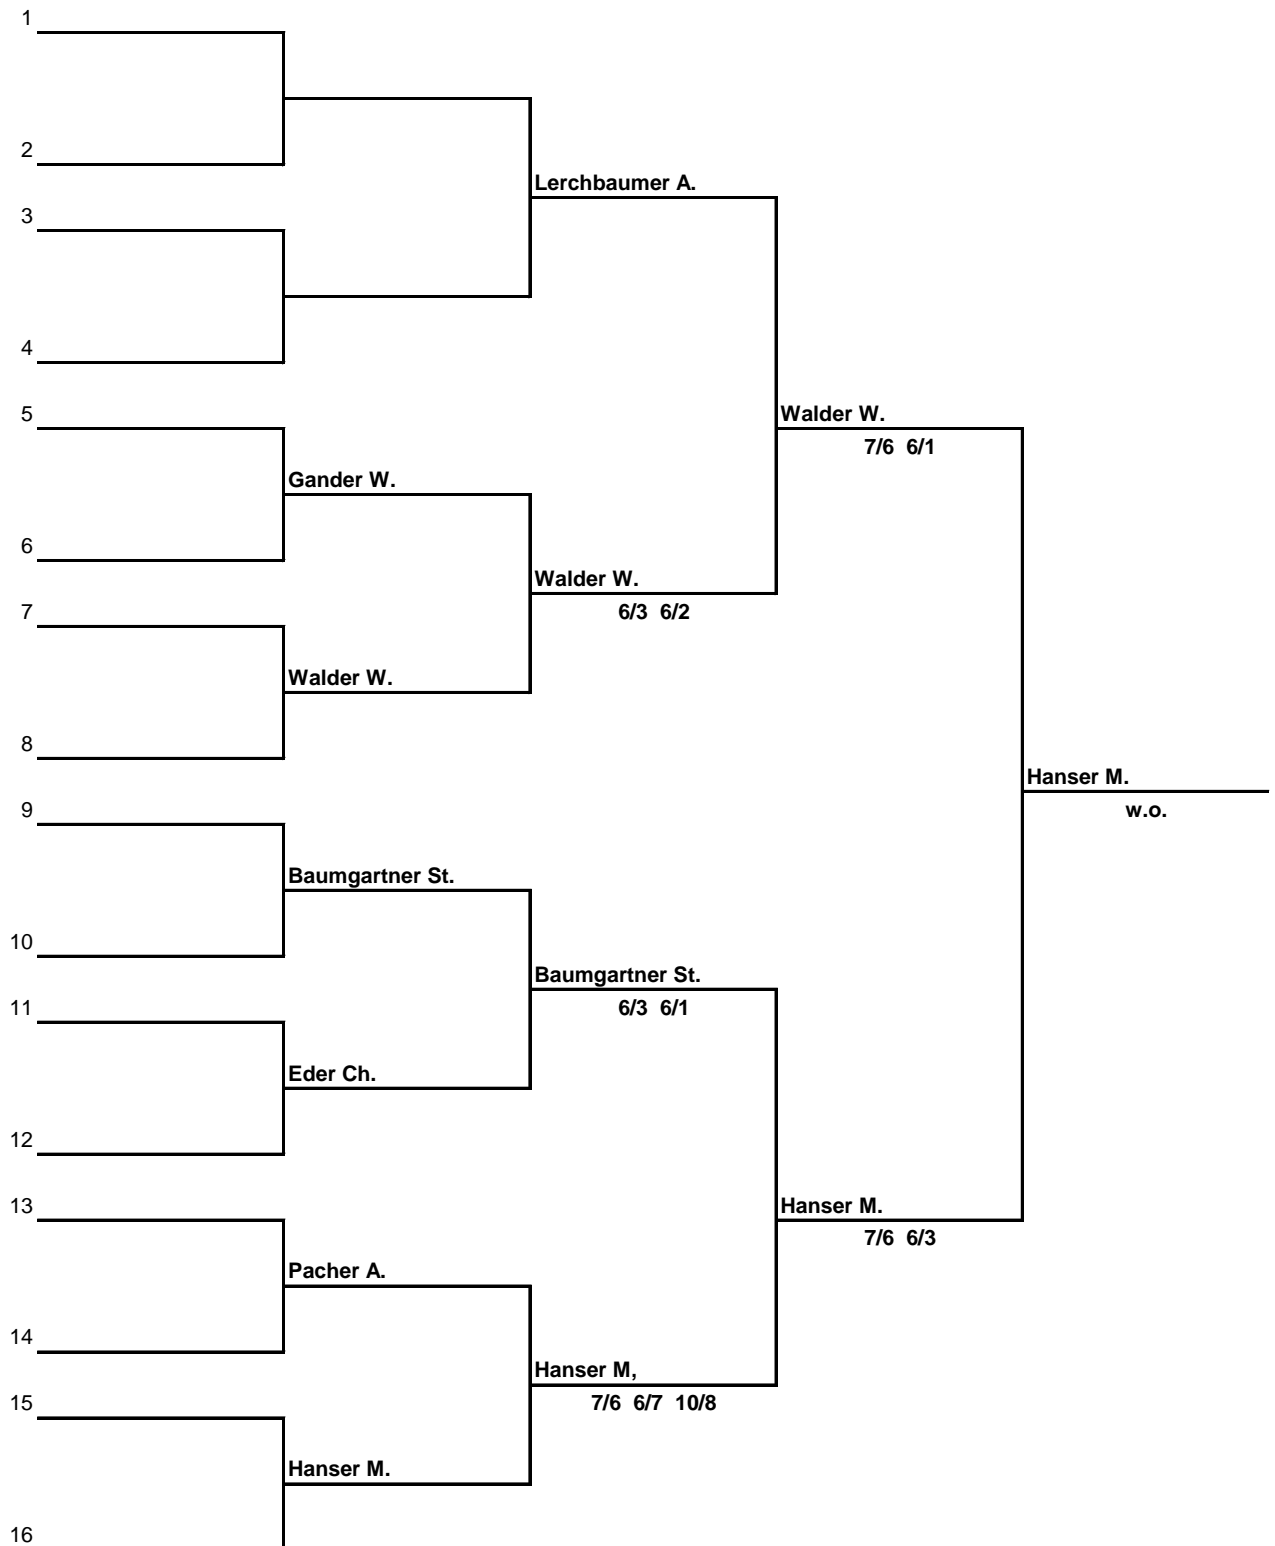 1
2
Lerchbaumer A.
3
4
5
Walder W.
7/6 6/1
Gander W.
6
Walder W.
6/3 6/2
7
Walder W.
8
Hanser M.
w.o.
9
Baumgartner St.
10
Baumgartner St.
6/3 6/1
11
Eder Ch.
12
13
Hanser M.
7/6 6/3
Pacher A.
14
Hanser M,
7/6 6/7 10/8
15
Hanser M.
16